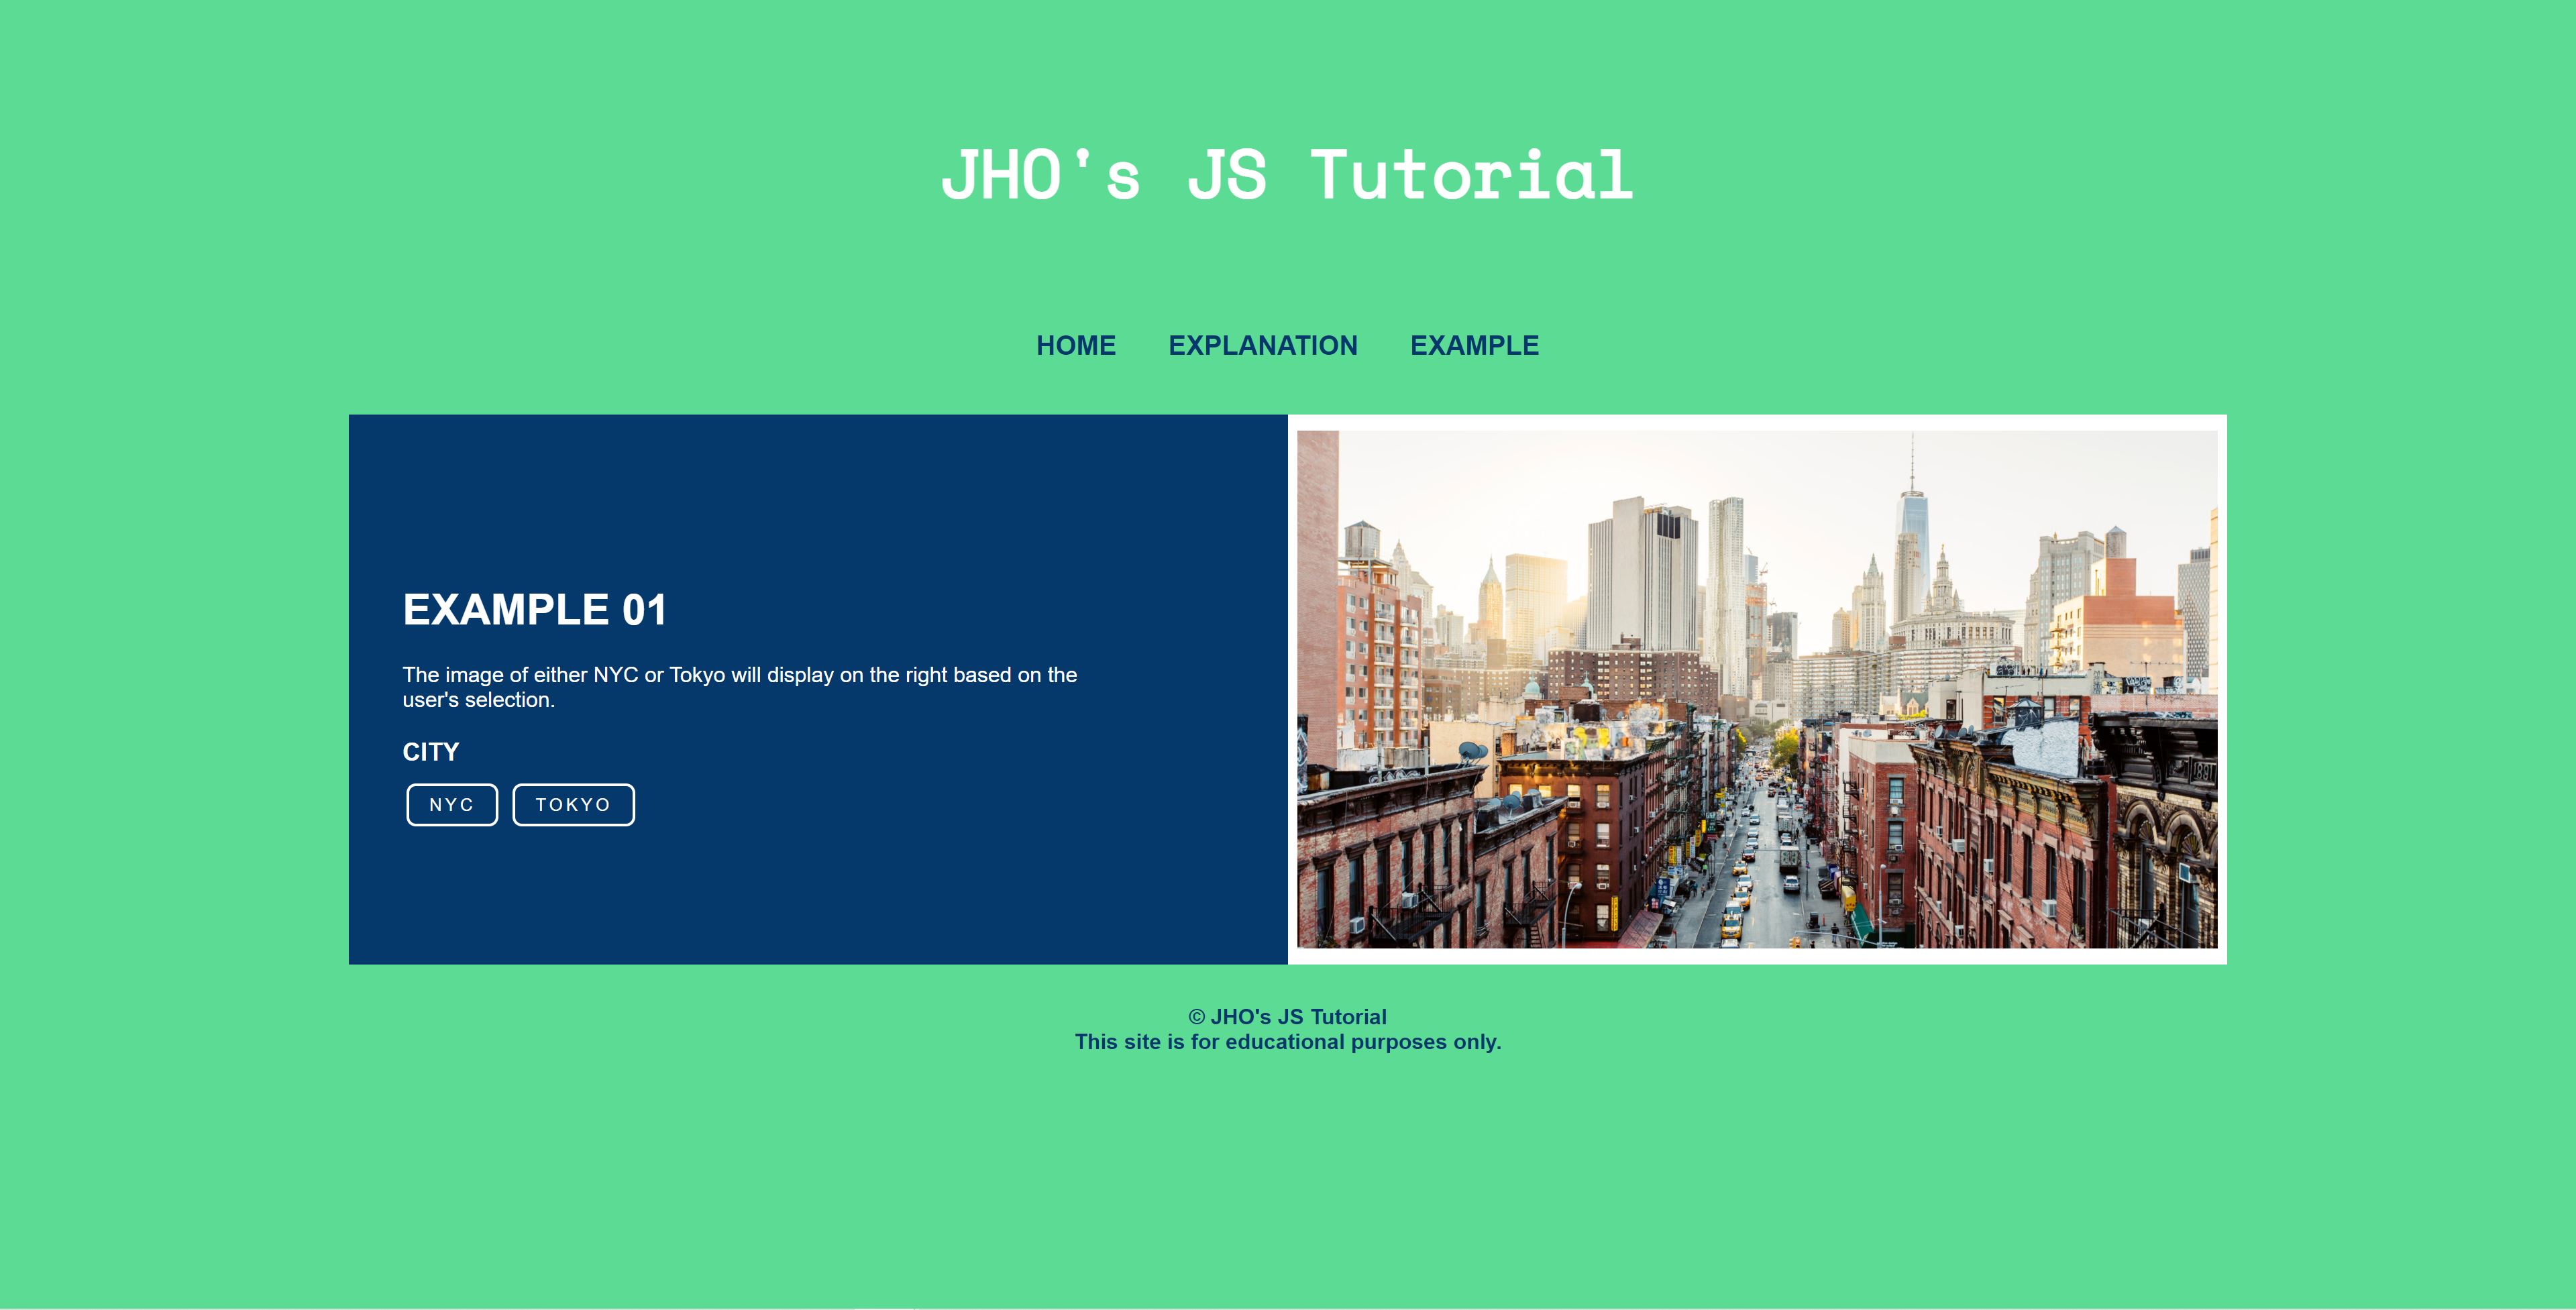 JHO's JS Tutorial
HOME EXPLANATION EXAMPLE
EXAMPLE 01
The image of either NYC or Tokyo will display on the right based on the
user's selection.
CITY
NYC TOKYO
© JHO's JS Tutorial
This site is for educational purposes only.